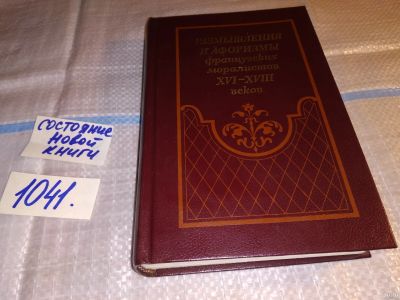 СОСТОЯНИЕ
НОВОЙ
КНИГИ
1041.
РАЗМЫШЛЕНИЯ
И АФОРИЗМЫ
французских
моралистов
XVI–XVIII
веков